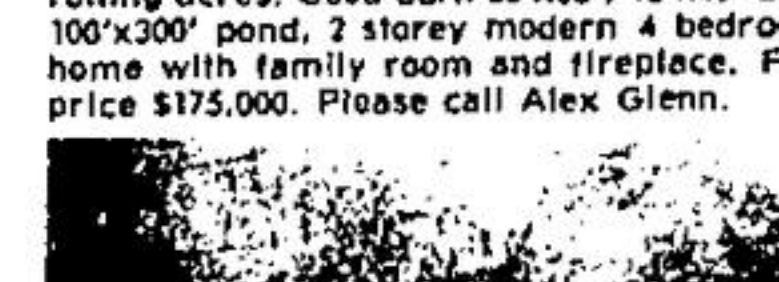 100'x300' pond, 2 storey modern 4 bedro
home with family room and fireplace. F
price $175,000. Please call Alex Glenn.